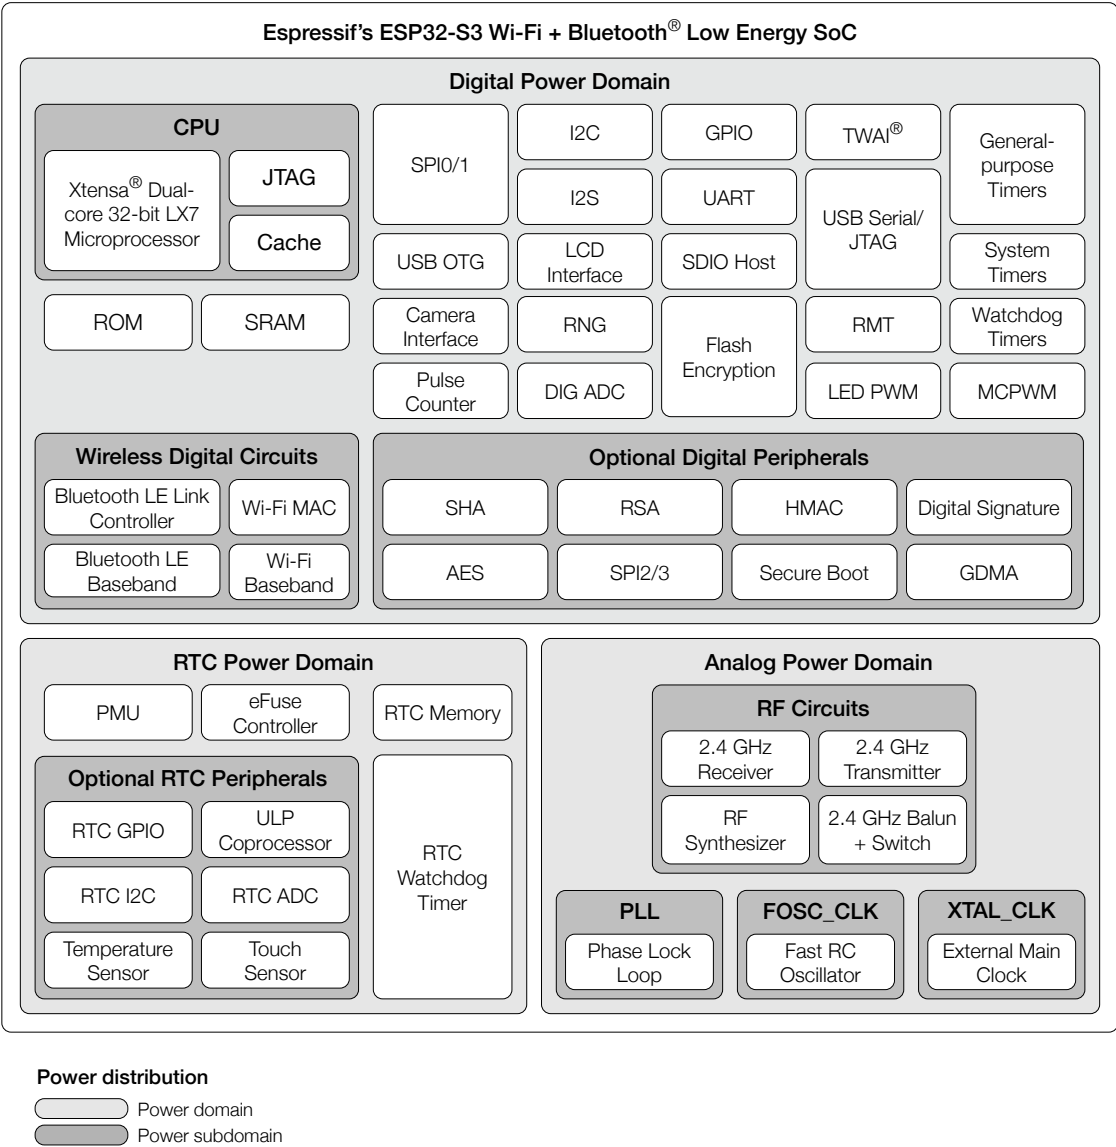 Espressif's ESP32-S3 Wi-Fi + Bluetooth® Low Energy SoC
Digital Power Domain
CPU
Xtensa® Dual-
core 32-bit LX7
Microprocessor
JTAG
Cache
ROM
SRAM
SPI0/1
I2C
GPIO
TWAI®
General-
purpose
Timers
I2S
UART
USB Serial/
JTAG
USB OTG
LCD
Interface
SDIO Host
System
Timers
Camera
Interface
RNG
Flash
Encryption
RMT
Watchdog
Timers
Pulse
Counter
DIG ADC
LED PWM
MCPWM
Wireless Digital Circuits
Bluetooth LE Link
Controller
Wi-Fi MAC
Bluetooth LE
Baseband
Wi-Fi
Baseband
Optional Digital Peripherals
SHA
RSA
HMAC
Digital Signature
AES
SPI2/3
Secure Boot
GDMA
RTC Power Domain
PMU
eFuse
Controller
RTC Memory
Optional RTC Peripherals
RTC GPIO
ULP
Coprocessor
RTC I2C
RTC ADC
Temperature
Sensor
Touch
Sensor
RTC
Watchdog
Timer
Analog Power Domain
RF Circuits
2.4 GHz
Receiver
2.4 GHz
Transmitter
RF
Synthesizer
2.4 GHz Balun
+ Switch
PLL
Phase Lock
Loop
FOSC_CLK
Fast RC
Oscillator
XTAL_CLK
External Main
Clock
Power distribution
Power domain
Power subdomain